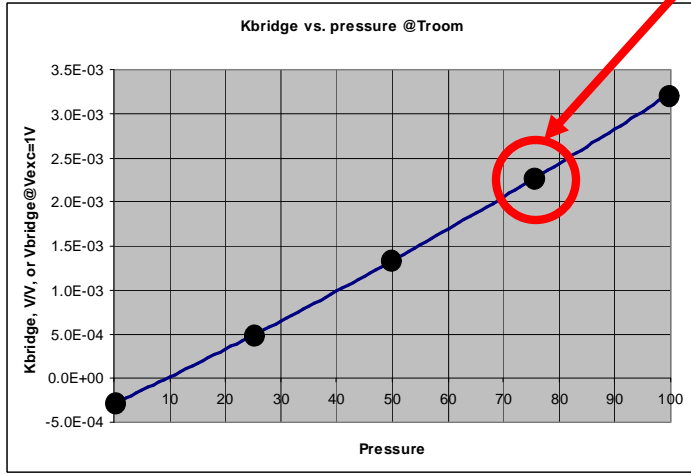 Kbridge vs. pressure @Troom
Kbridge, V/V, or Vbridge@Vexc=1V
3.5E-03
3.0E-03
2.5E-03
2.0E-03
1.5E-03
1.0E-03
5.0E-04
0.0E+00
-5.0E-04
0 10 20 30 40 50 60 70 80 90 100
Pressure